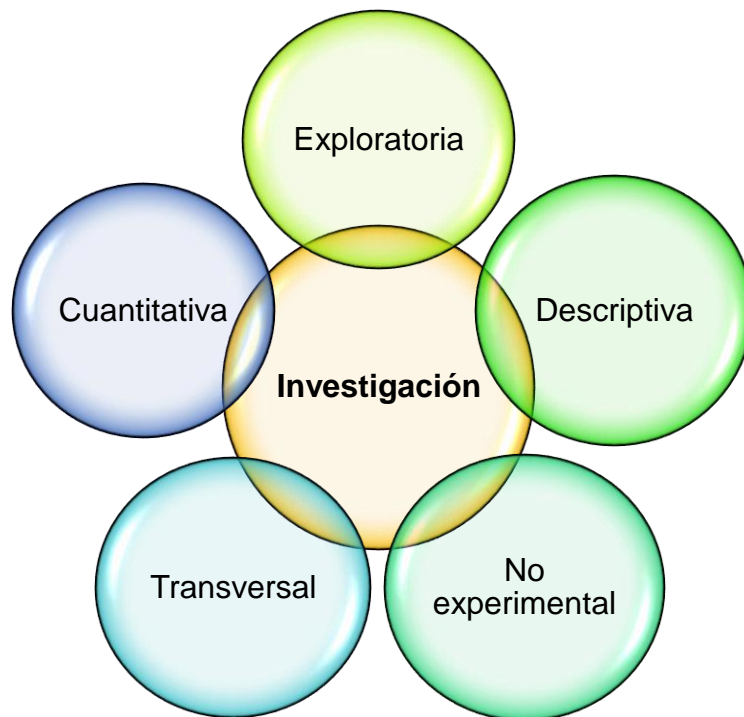 Exploratoria
Cuantitativa
Descriptiva
Investigación
Transversal
No
experimental